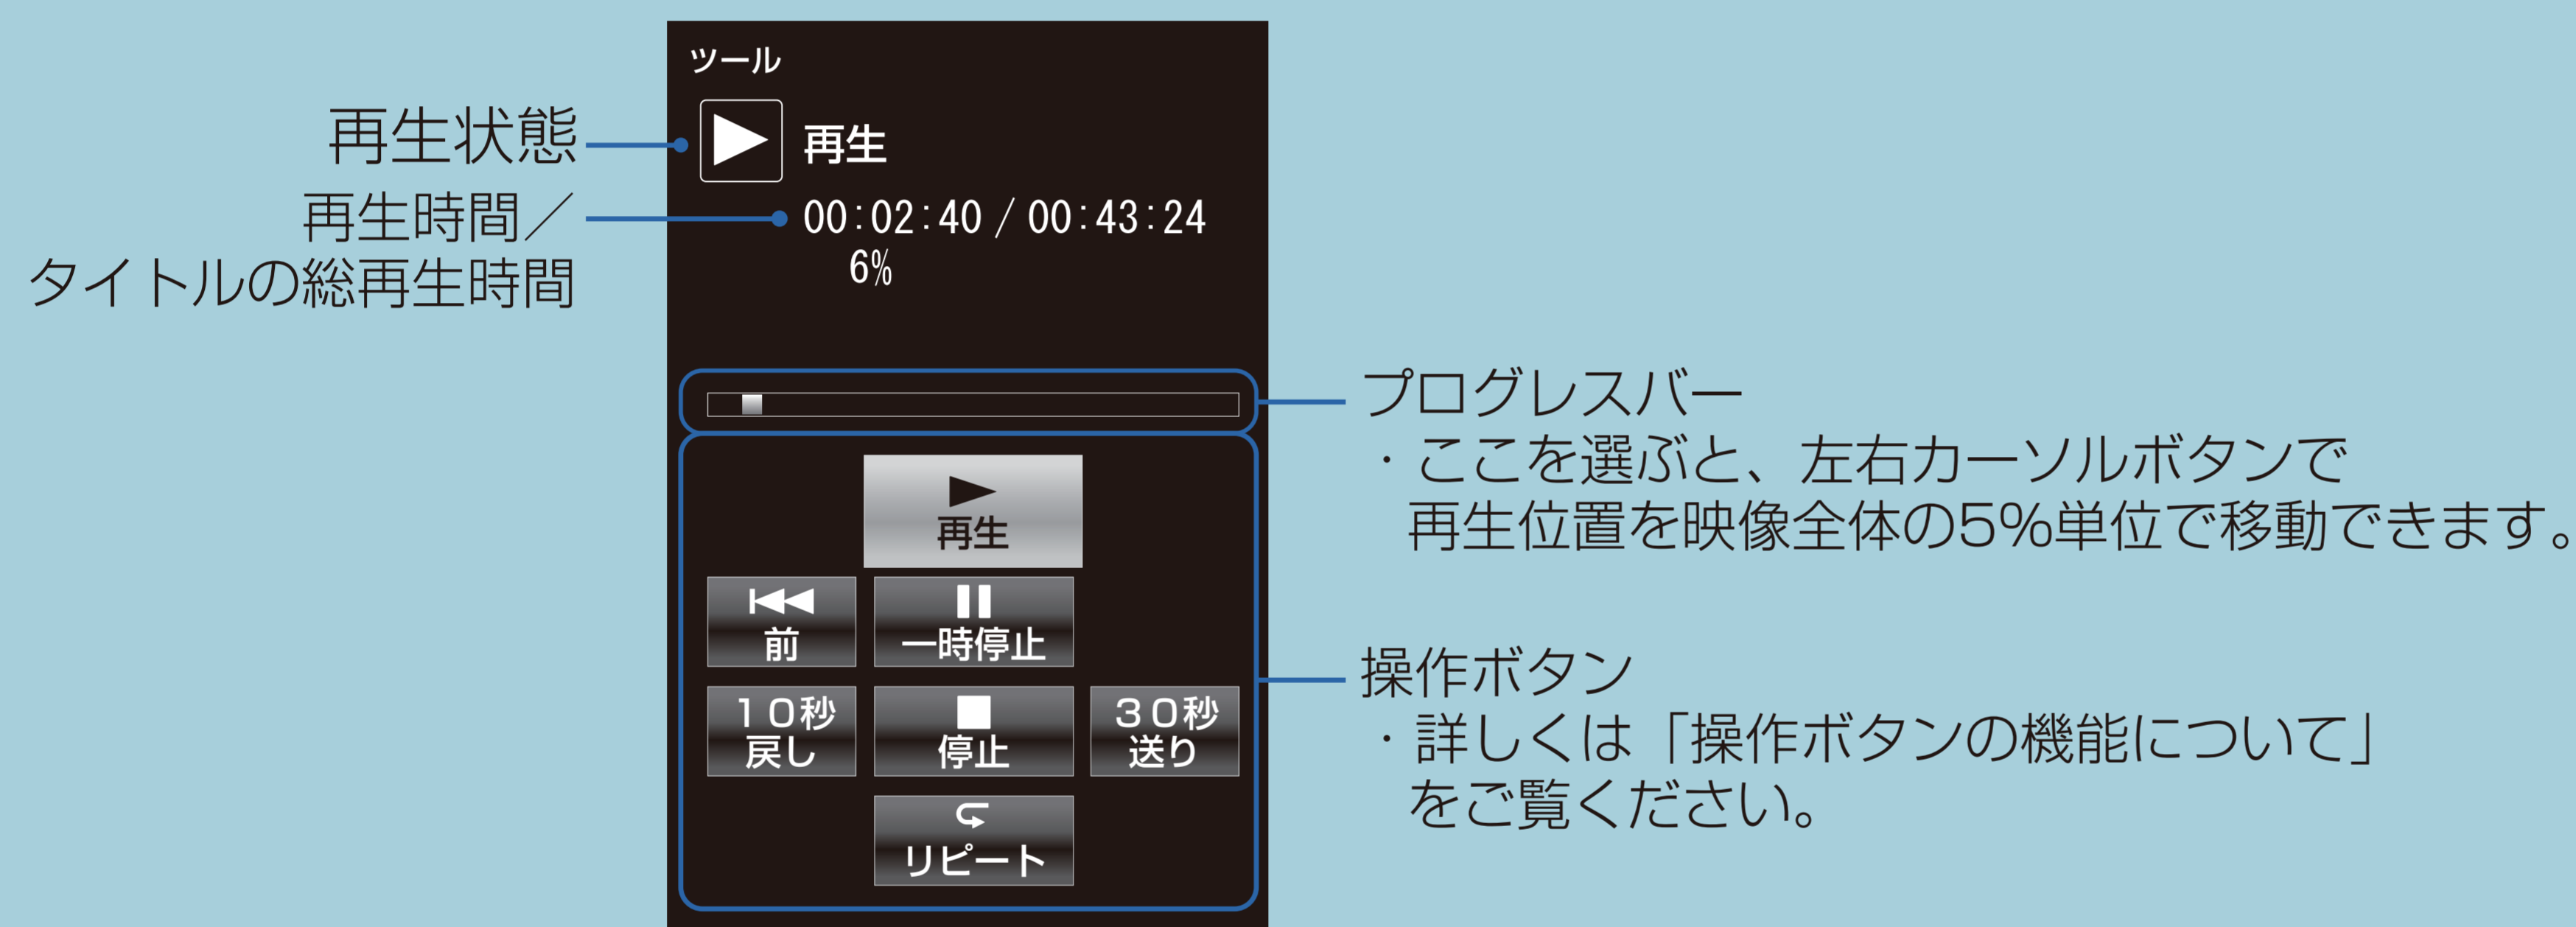 再生状態
再生時間／
タイトルの総再生時間
ツール
再生
00:02:40 / 00:43:24
6%
再生
前
一時停止
１０秒
戻し
停止
３０秒
送り
リピート
プログレスバー
・ここを選ぶと、左右カーソルボタンで
再生位置を映像全体の5%単位で移動できます。
操作ボタン
・詳しくは「操作ボタンの機能について」
をご覧ください。